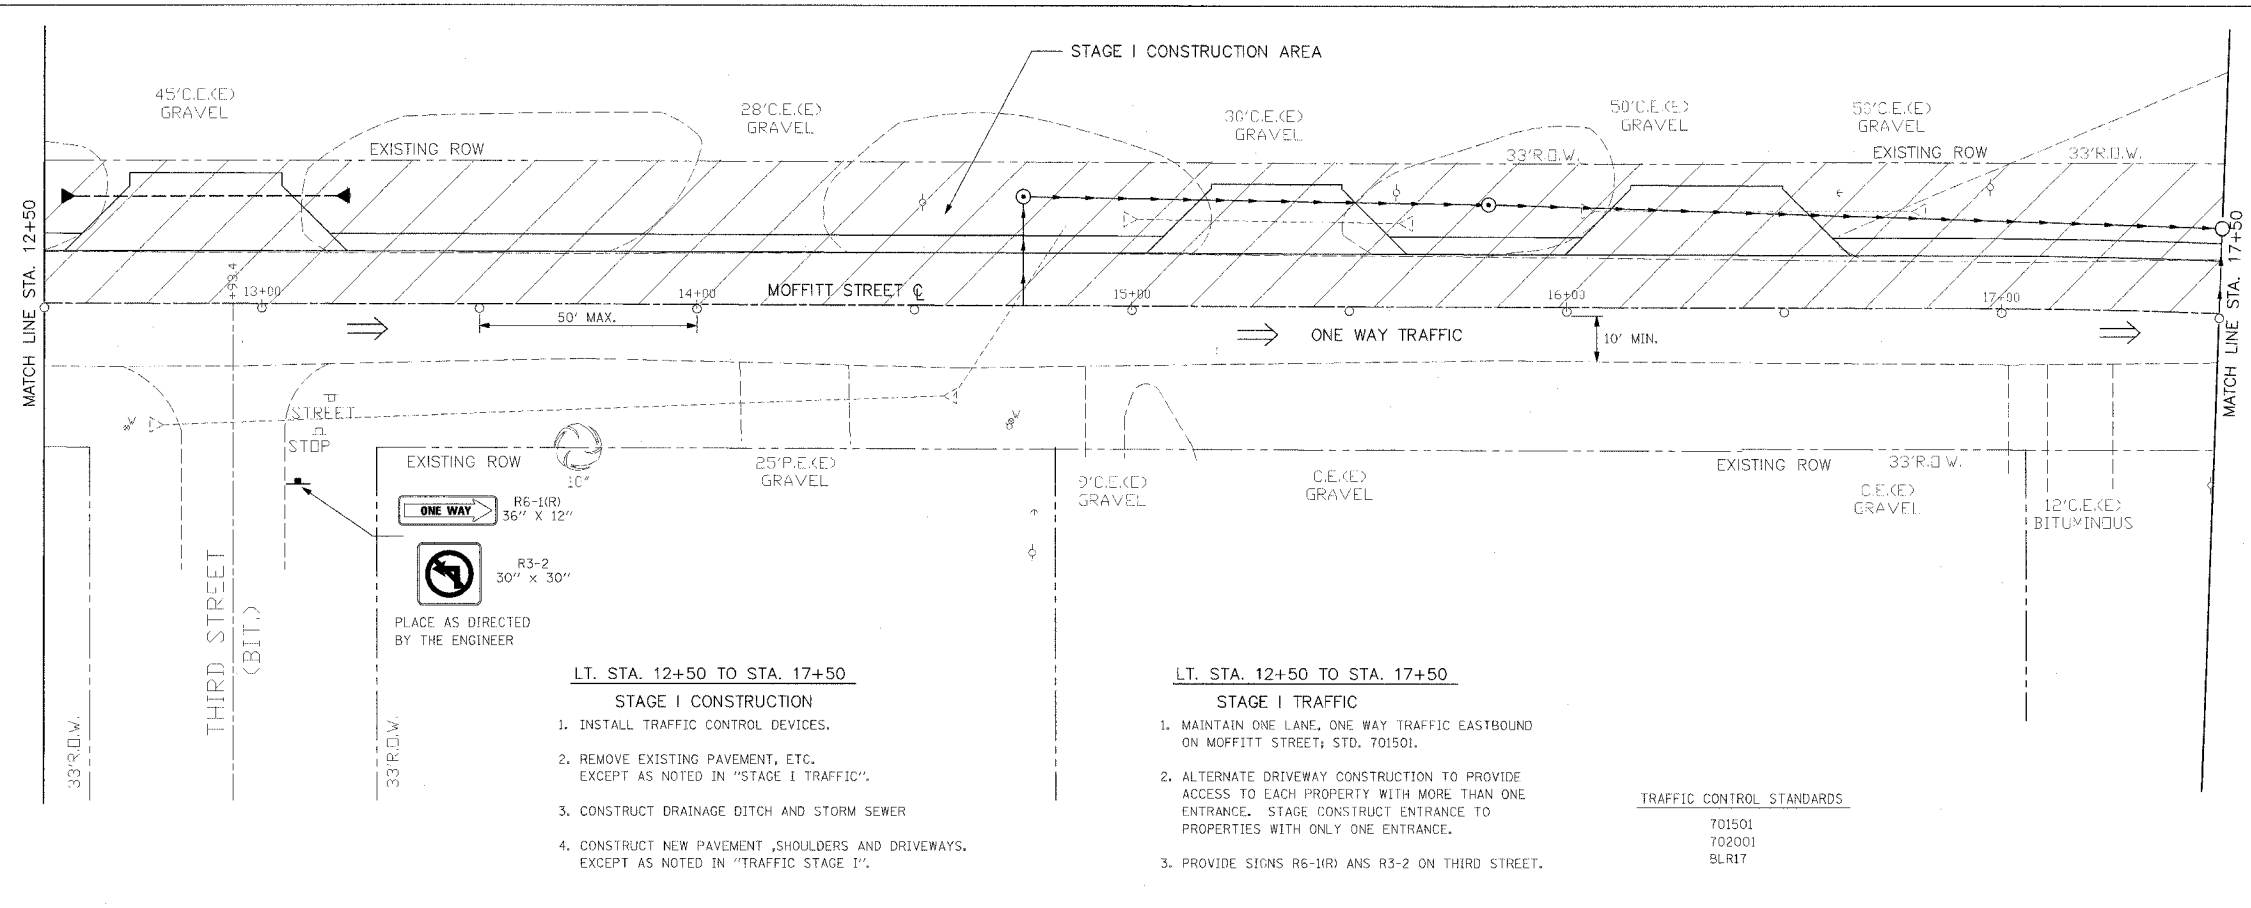 STAGE I CONSTRUCTION AREA
45'C.E.(E)
GRAVEL
28'C.E.(E)
GRAVEL
30'C.E.(E)
GRAVEL
50'C.E.(E)
GRAVEL
50'C.E.(E)
GRAVEL
EXISTING ROW
33'R.O.W.
EXISTING ROW
33'R.O.W.
MATCH LINE STA. 12+50
MATCH LINE STA. 17+50
+93.4
13+00
14+00
MOFFITT STREET ℄
15+00
16+00
17+00
50' MAX.
ONE WAY TRAFFIC
10' MIN.
STREET
STOP
EXISTING ROW
10"
25'P.E.(E)
GRAVEL
9'C.E.(E)
GRAVEL
C.E.(E)
GRAVEL
EXISTING ROW
33'R.O.W.
C.E.(E)
GRAVEL
12'C.E.(E)
BITUMINOUS
ONE WAY
R6-1(R)
36" X 12"
R3-2
30" x 30"
PLACE AS DIRECTED
BY THE ENGINEER
THIRD STREET
(BIT.)
33'R.O.W.
33'R.O.W.
LT. STA. 12+50 TO STA. 17+50
STAGE I CONSTRUCTION
1. INSTALL TRAFFIC CONTROL DEVICES.
2. REMOVE EXISTING PAVEMENT, ETC.
EXCEPT AS NOTED IN "STAGE I TRAFFIC".
3. CONSTRUCT DRAINAGE DITCH AND STORM SEWER
4. CONSTRUCT NEW PAVEMENT ,SHOULDERS AND DRIVEWAYS.
EXCEPT AS NOTED IN "TRAFFIC STAGE I".
LT. STA. 12+50 TO STA. 17+50
STAGE I TRAFFIC
1. MAINTAIN ONE LANE, ONE WAY TRAFFIC EASTBOUND
ON MOFFITT STREET; STD. 701501.
2. ALTERNATE DRIVEWAY CONSTRUCTION TO PROVIDE
ACCESS TO EACH PROPERTY WITH MORE THAN ONE
ENTRANCE. STAGE CONSTRUCT ENTRANCE TO
PROPERTIES WITH ONLY ONE ENTRANCE.
3. PROVIDE SIGNS R6-1(R) ANS R3-2 ON THIRD STREET.
TRAFFIC CONTROL STANDARDS
701501
702001
BLR17